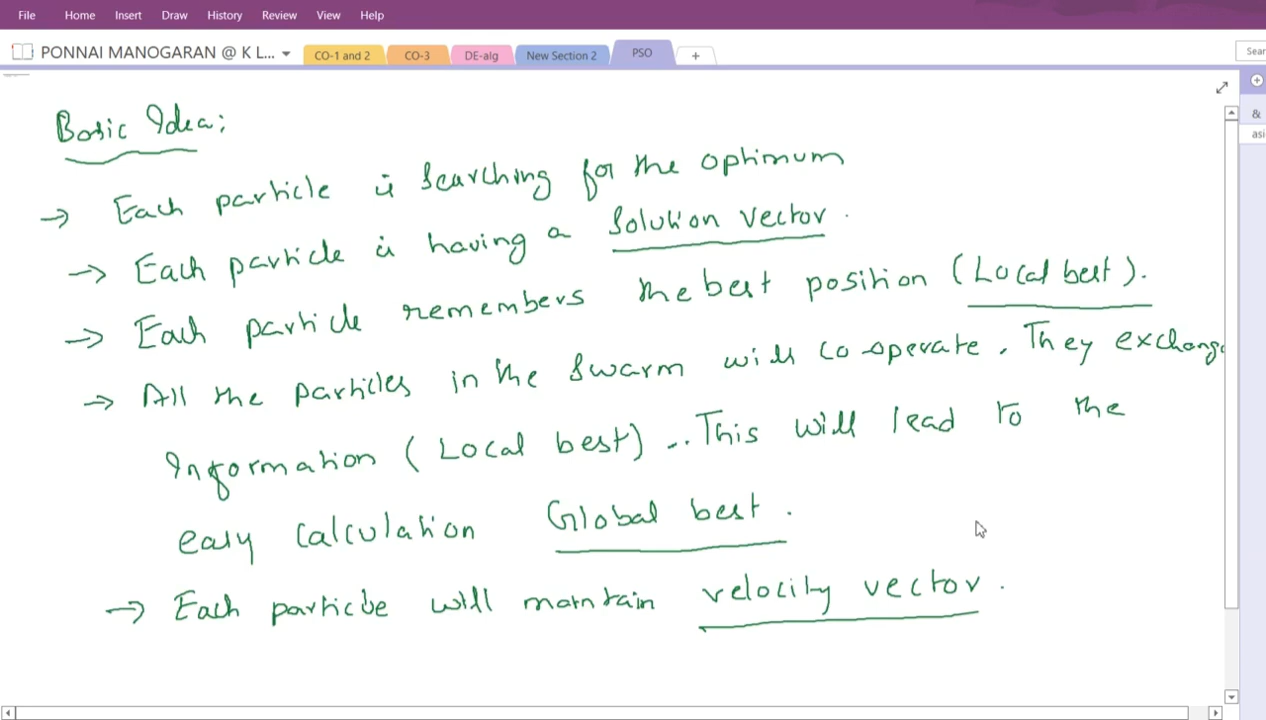 File Home Insert Draw History Review View Help
PONNAI MANOGARAN @ K L... CO-1 and 2 CO-3 DE-alg New Section 2 PSO + Sear
&
asi
Basic Idea:
→ Each particle is searching for the optimum
→ Each particle is having a solution vector.
→ Each particle remembers the best position (Local best).
→ All the particles in the swarm will co operate. They exchange
Information (Local best) ... This will lead to the
easy calculation Global best.
→ Each particle will maintain velocity vector.